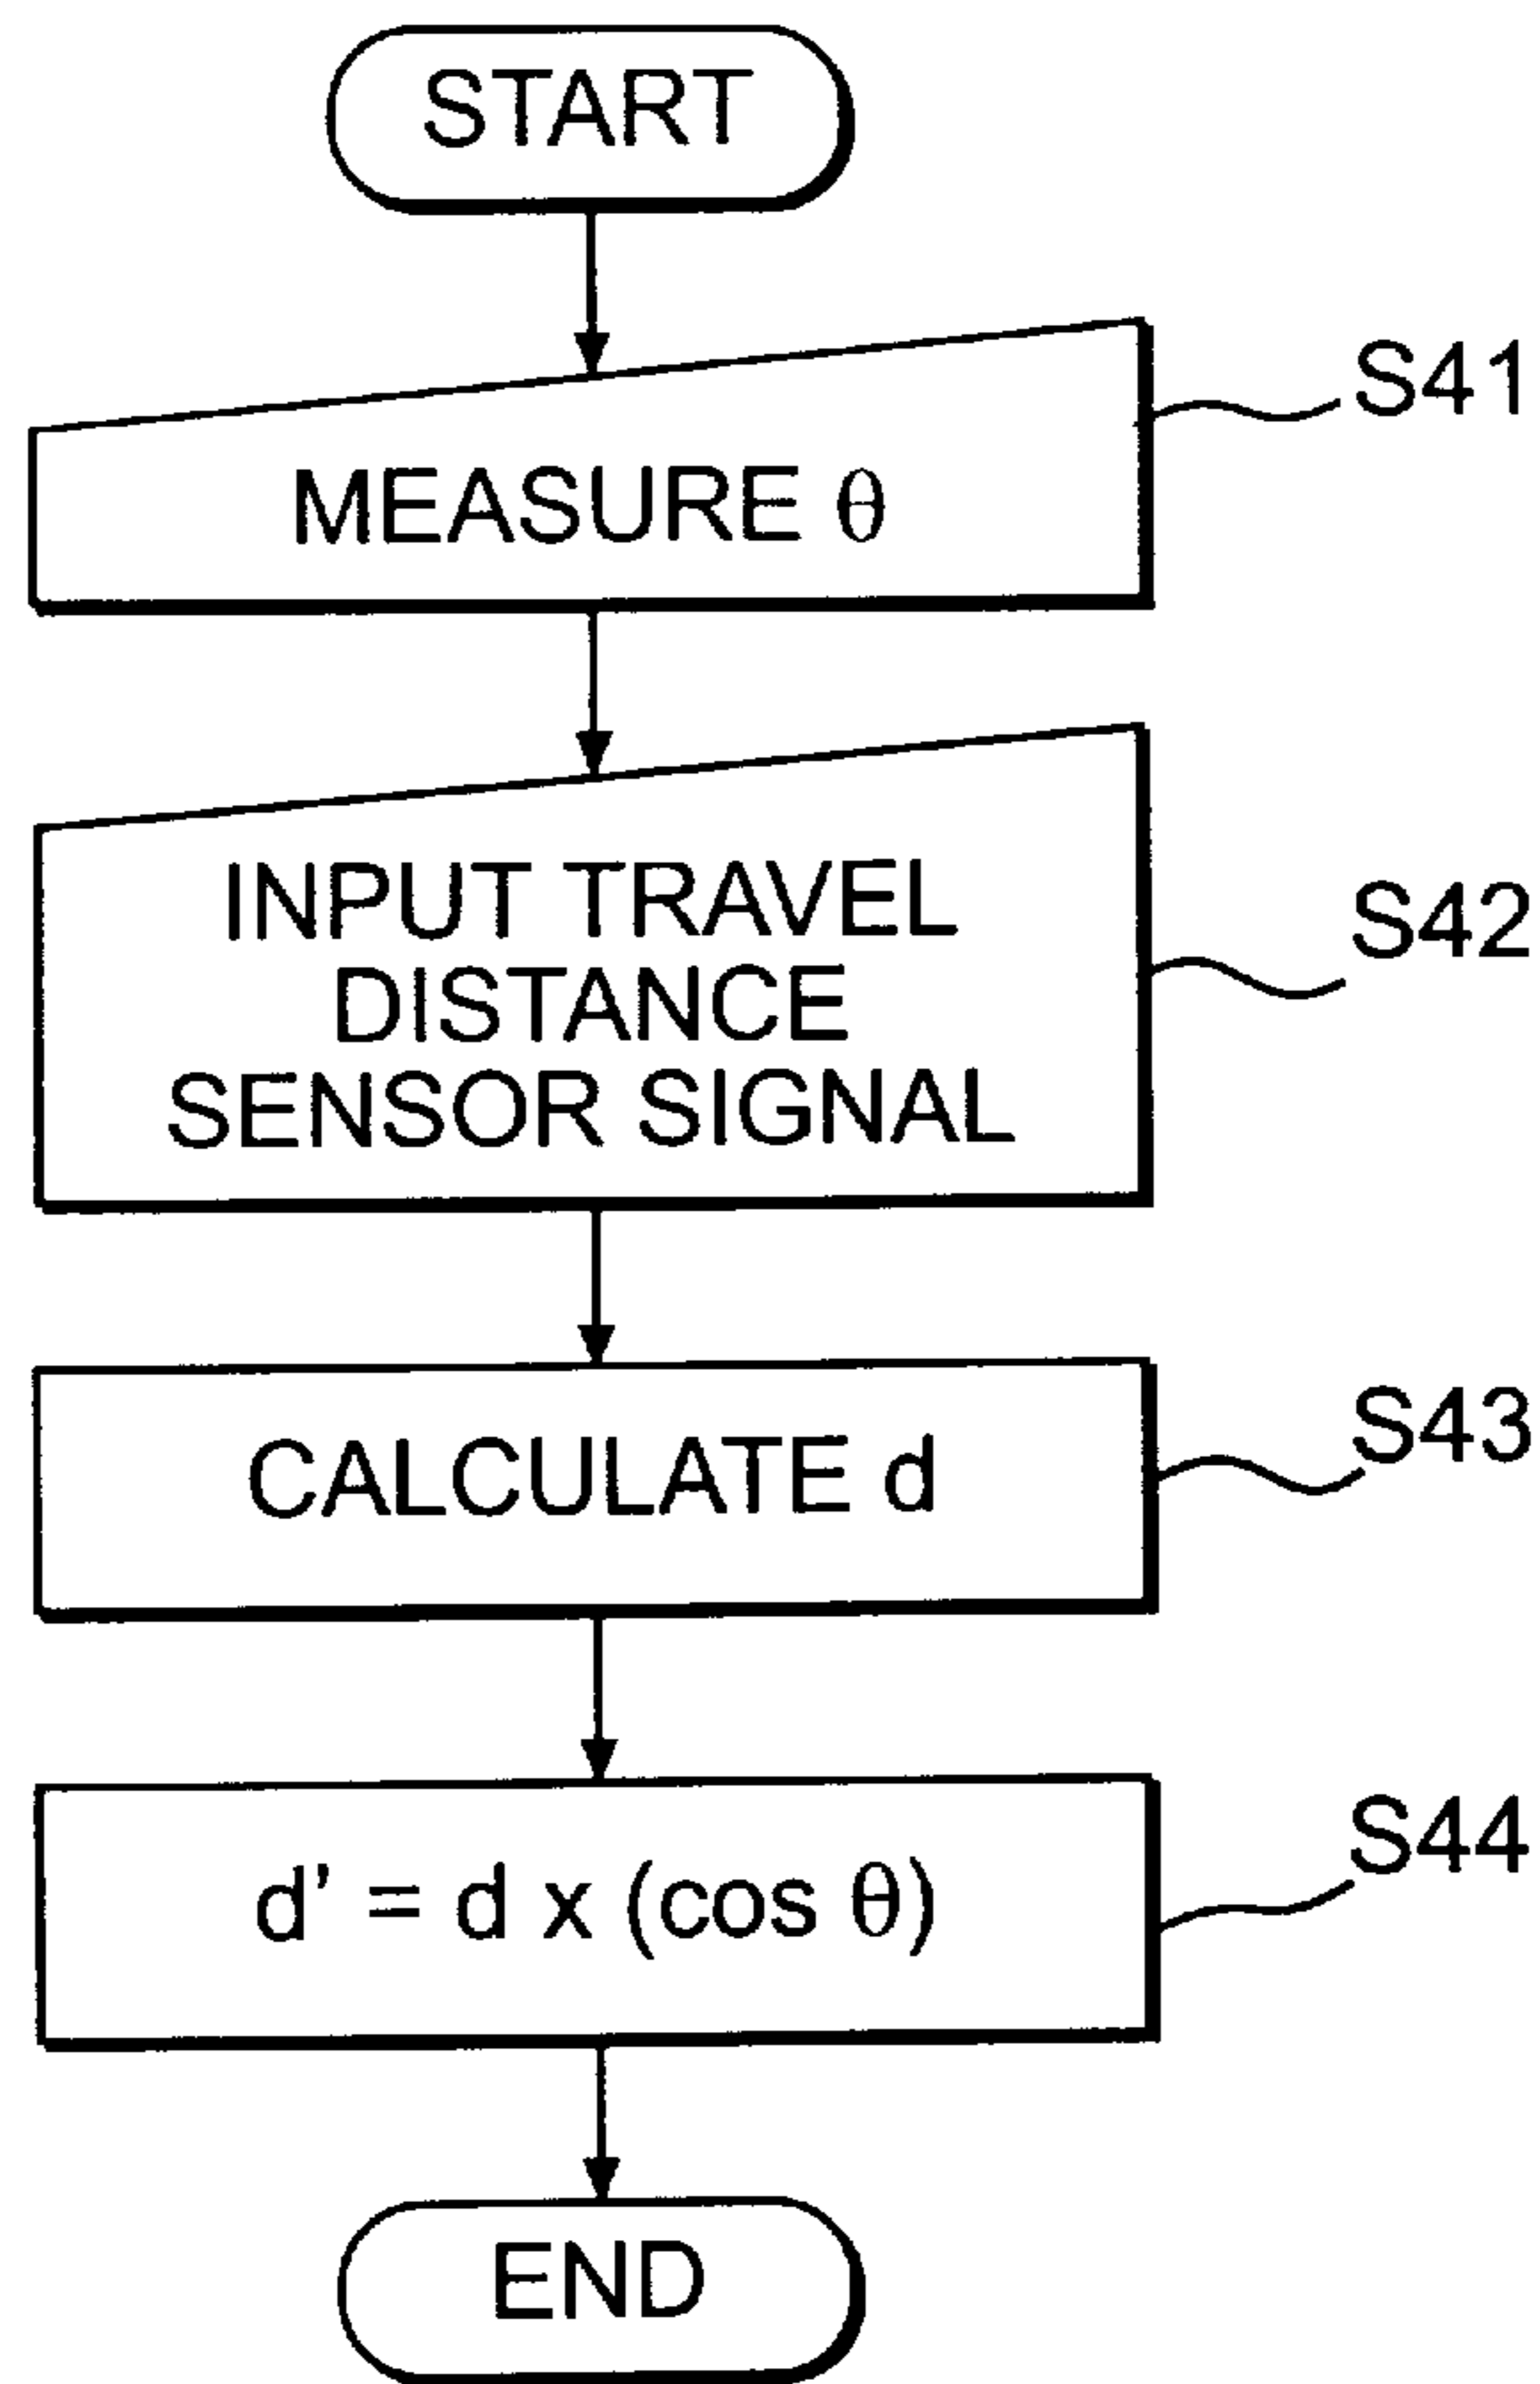 START
MEASURE θ
S41
INPUT TRAVEL
DISTANCE
SENSOR SIGNAL
S42
CALCULATE d
S43
d’ = d x (cos θ)
S44
END